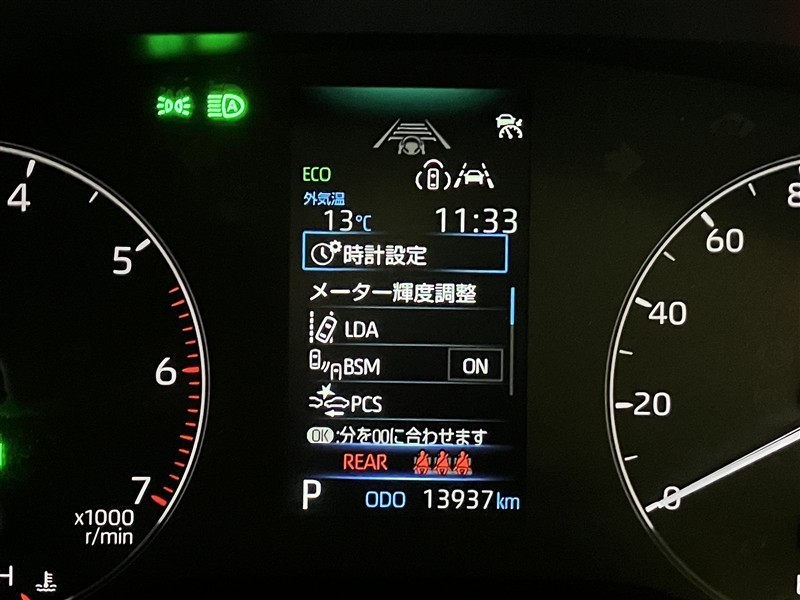 4
5
6
7
x1000
r/min
H
A
ECO
外気温
13℃ 11:33
時計設定
メーター輝度調整
LDA
BSM ON
PCS
OK:分を00に合わせます
REAR
P ODO 13937km
8
60
40
20
0